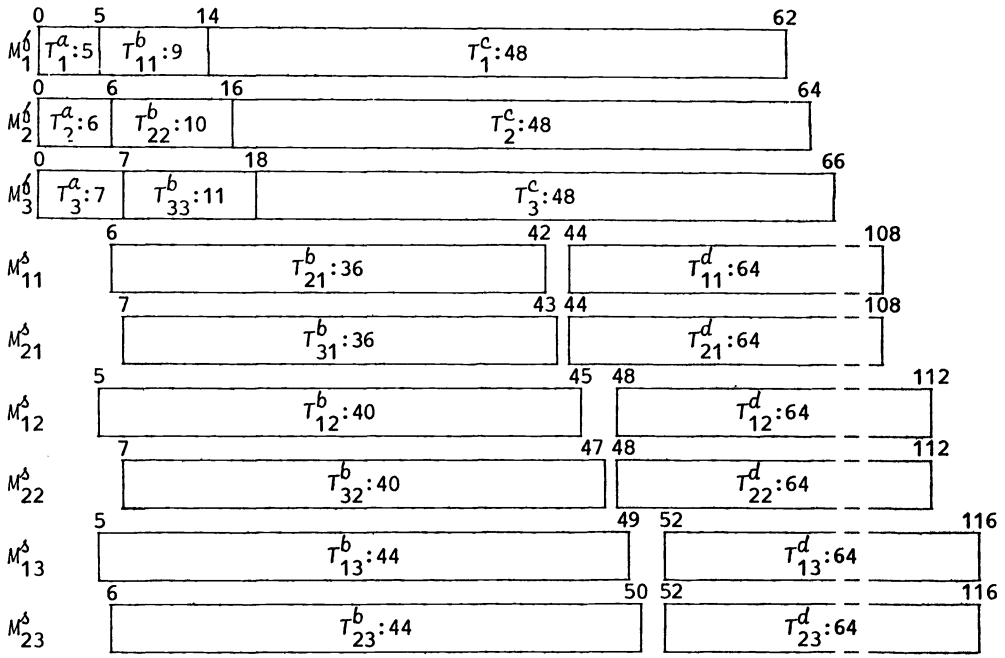 0 5 14 62
M^f_1 T^a_1:5 T^b_11:9 T^c_1:48
0 6 16 64
M^f_2 T^a_?:6 T^b_22:10 T^c_2:48
0 7 18 66
M^f_3 T^a_3:7 T^b_33:11 T^c_3:48
6 42 44 108
M^s_11 T^b_21:36 T^d_11:64
7 43 44 108
M^s_21 T^b_31:36 T^d_21:64
5 45 48 112
M^s_12 T^b_12:40 T^d_12:64
7 47 48 112
M^s_22 T^b_32:40 T^d_22:64
5 49 52 116
M^s_13 T^b_13:44 T^d_13:64
6 50 52 116
M^s_23 T^b_23:44 T^d_23:64